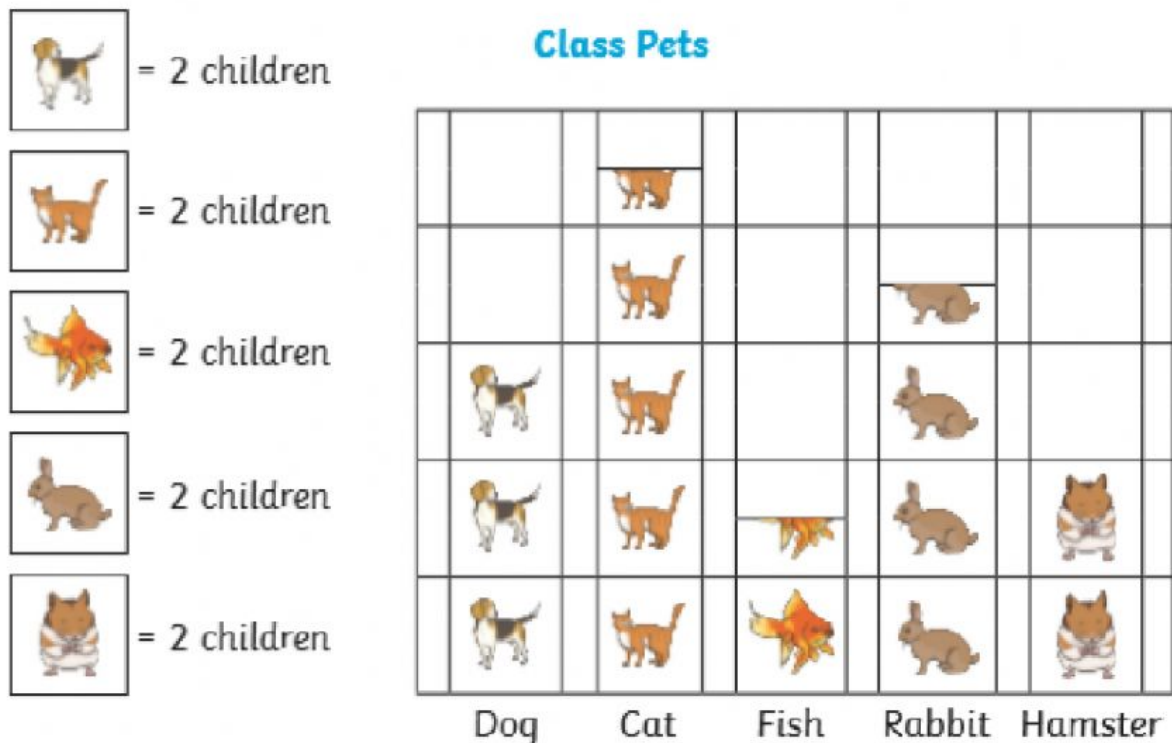 Class Pets
= 2 children
= 2 children
= 2 children
= 2 children
= 2 children
Dog Cat Fish Rabbit Hamster